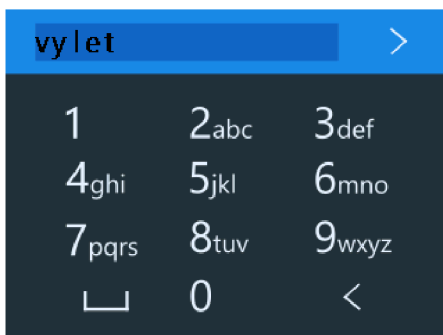 vylet >
1 2abc 3def
4ghi 5jkl 6mno
7pqrs 8tuv 9wxyz
0 <